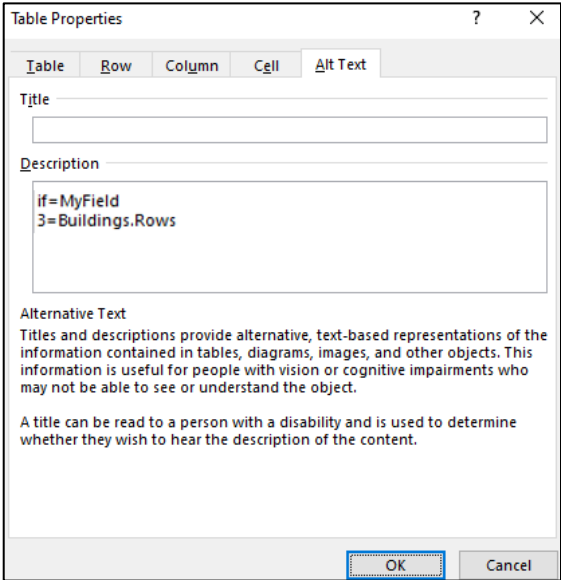 Table Properties ? ×
Table Row Column Cell Alt Text
Title
Description
if=MyField
3=Buildings.Rows
Alternative Text
Titles and descriptions provide alternative, text-based representations of the
information contained in tables, diagrams, images, and other objects. This
information is useful for people with vision or cognitive impairments who
may not be able to see or understand the object.
A title can be read to a person with a disability and is used to determine
whether they wish to hear the description of the content.
OK Cancel